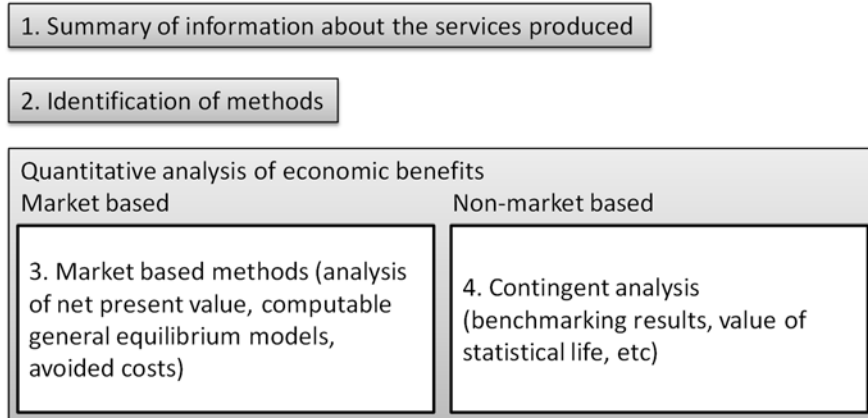 1. Summary of information about the services produced
2. Identification of methods
Quantitative analysis of economic benefits
Market based
Non-market based
3. Market based methods (analysis
of net present value, computable
general equilibrium models,
avoided costs)
4. Contingent analysis
(benchmarking results, value of
statistical life, etc)